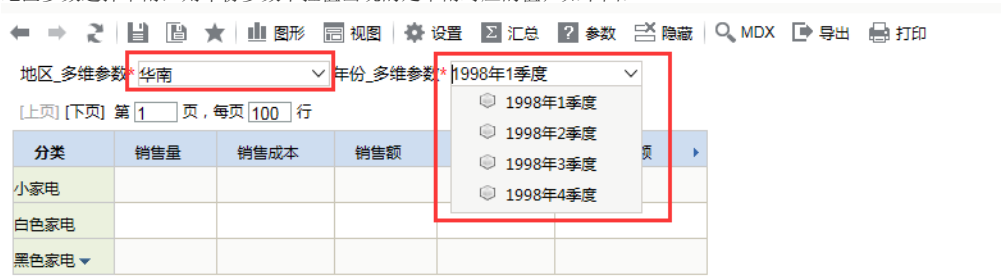 图形 视图 设置 汇总 参数 隐藏 MDX 导出 打印
地区_多维参数* 华南 年份_多维参数* 1998年1季度
1998年1季度
1998年2季度
1998年3季度
1998年4季度
[上页] [下页] 第 1 页，每页 100 行
分类 销售量 销售成本 销售额
小家电
白色家电
黑色家电